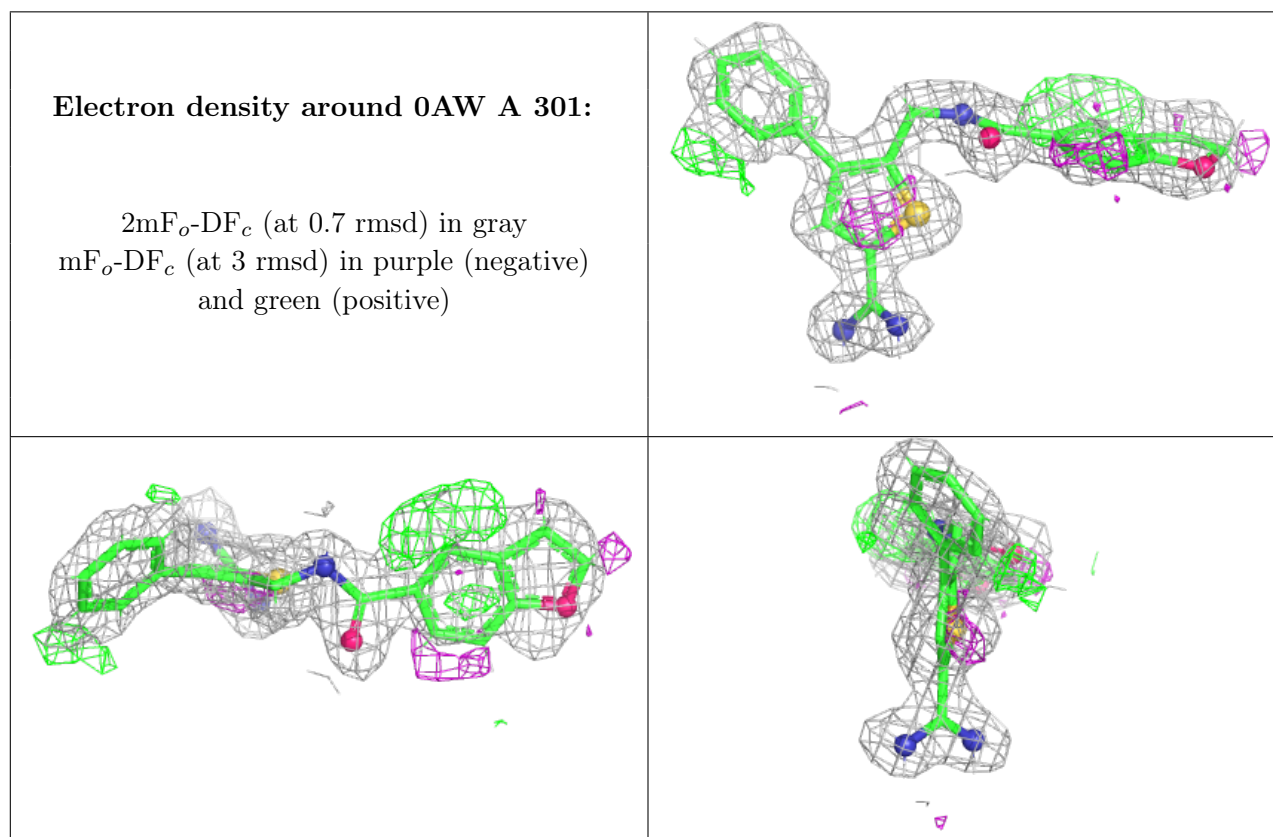 Electron density around 0AW A 301:
2mFₒ-DF𝒸 (at 0.7 rmsd) in gray
mFₒ-DF𝒸 (at 3 rmsd) in purple (negative)
and green (positive)